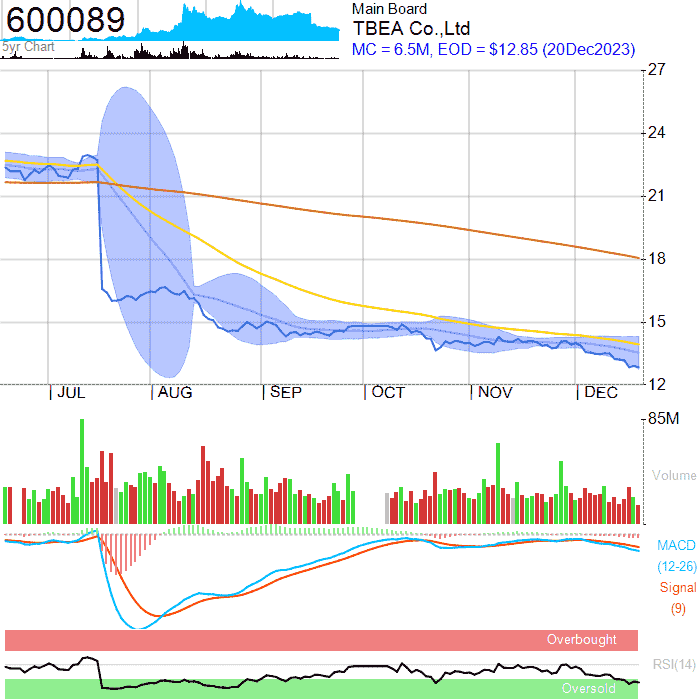 600089
5yr Chart
Main Board
TBEA Co.,Ltd
MC = 6.5M, EOD = $12.85 (20Dec2023)
27
24
21
18
15
12
JUL AUG SEP OCT NOV DEC
85M
Volume
MACD
(12-26)
Signal
(9)
Overbought
RSI(14)
Oversold